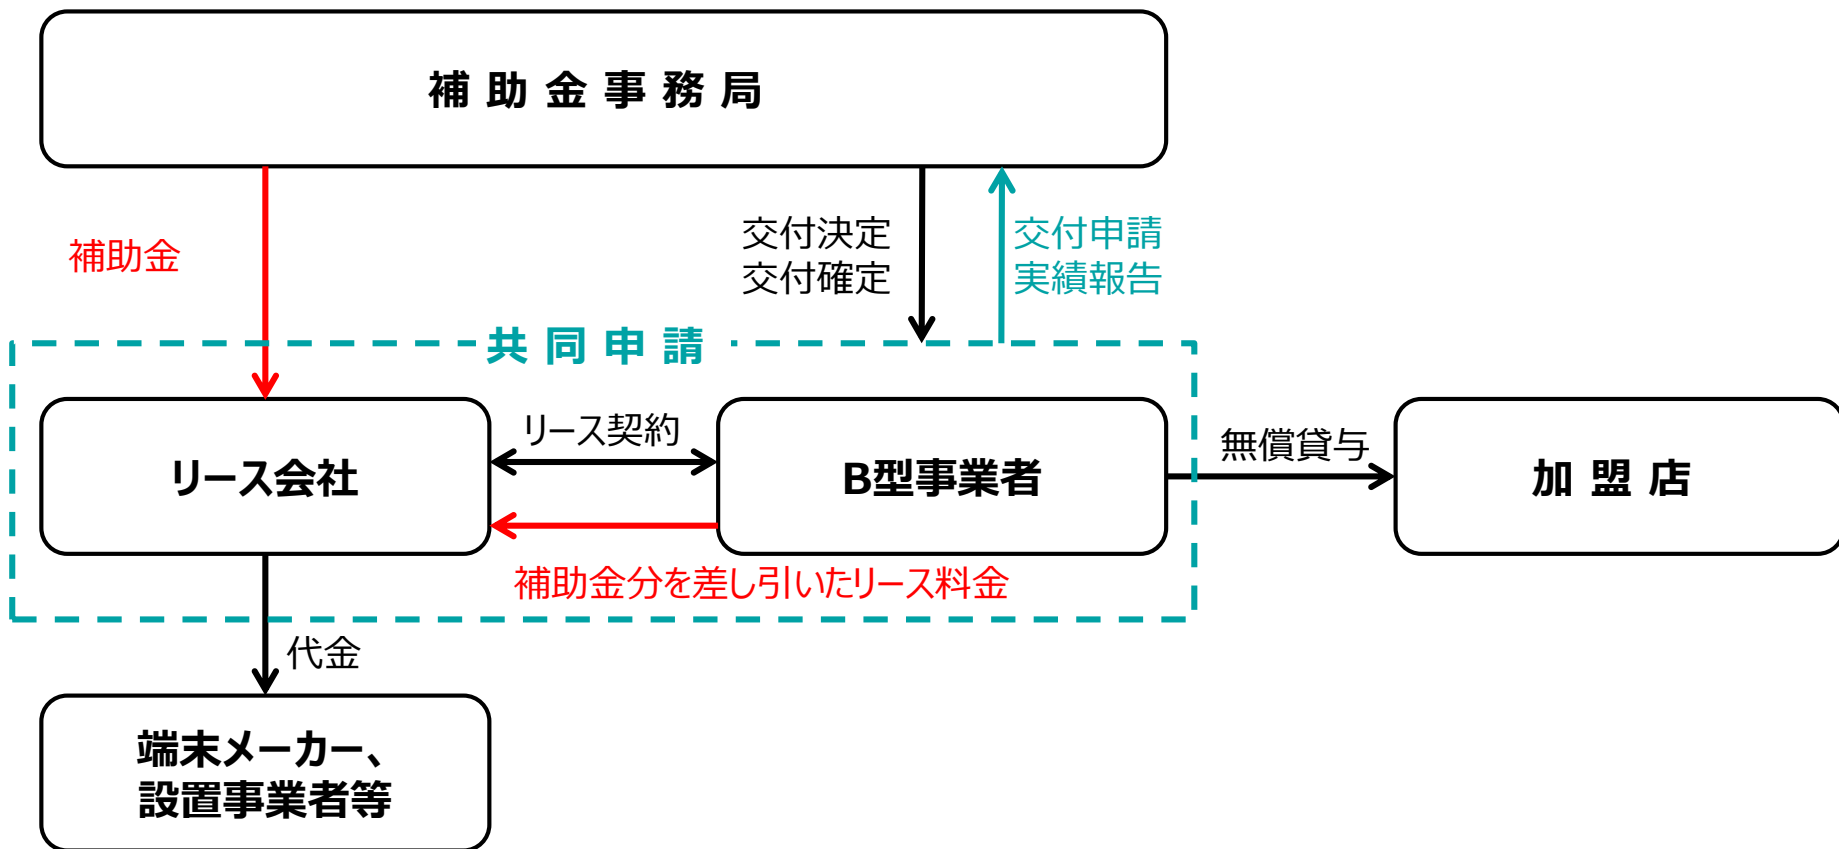 補助金事務局
補助金
交付決定
交付確定
交付申請
実績報告
共同申請
リース会社
リース契約
B型事業者
無償貸与
加盟店
補助金分を差し引いたリース料金
代金
端末メーカー、
設置事業者等